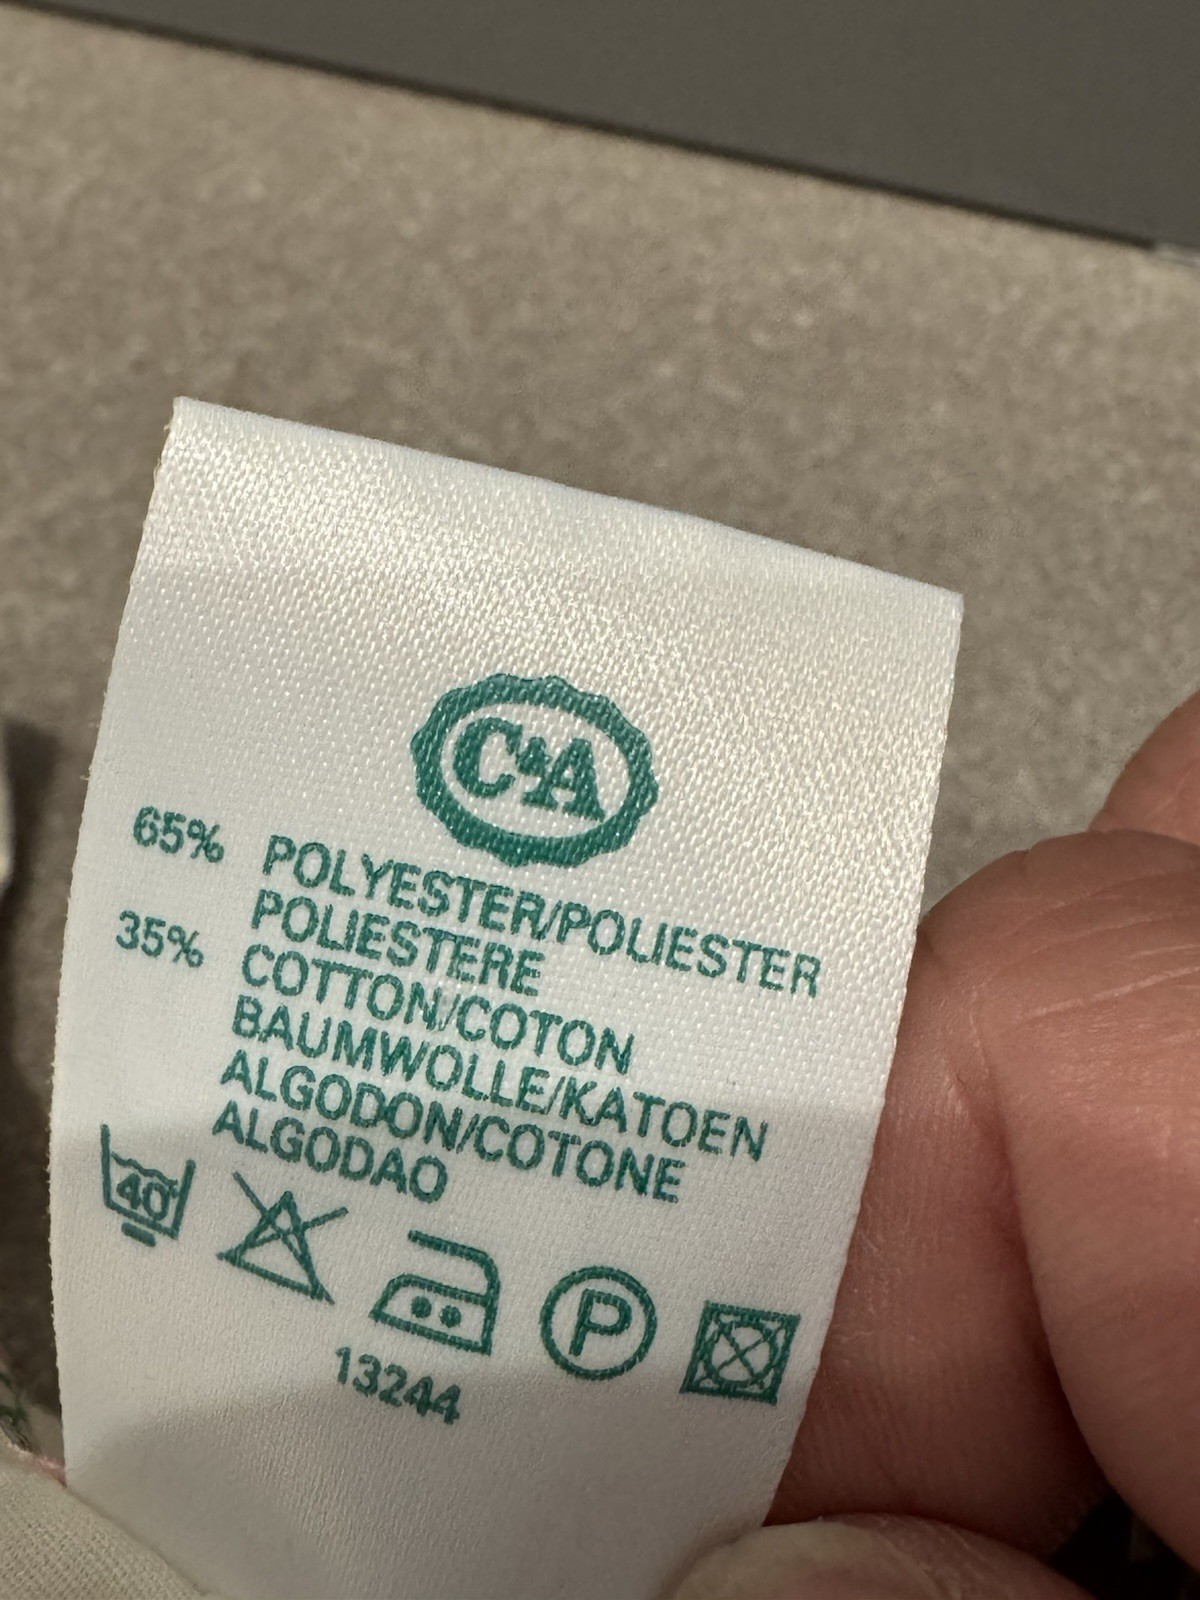 C&A
65% POLYESTER/POLIESTER
POLIESTERE
35% COTTON/COTON
BAUMWOLLE/KATOEN
ALGODON/COTONE
ALGODAO
40 P
13244